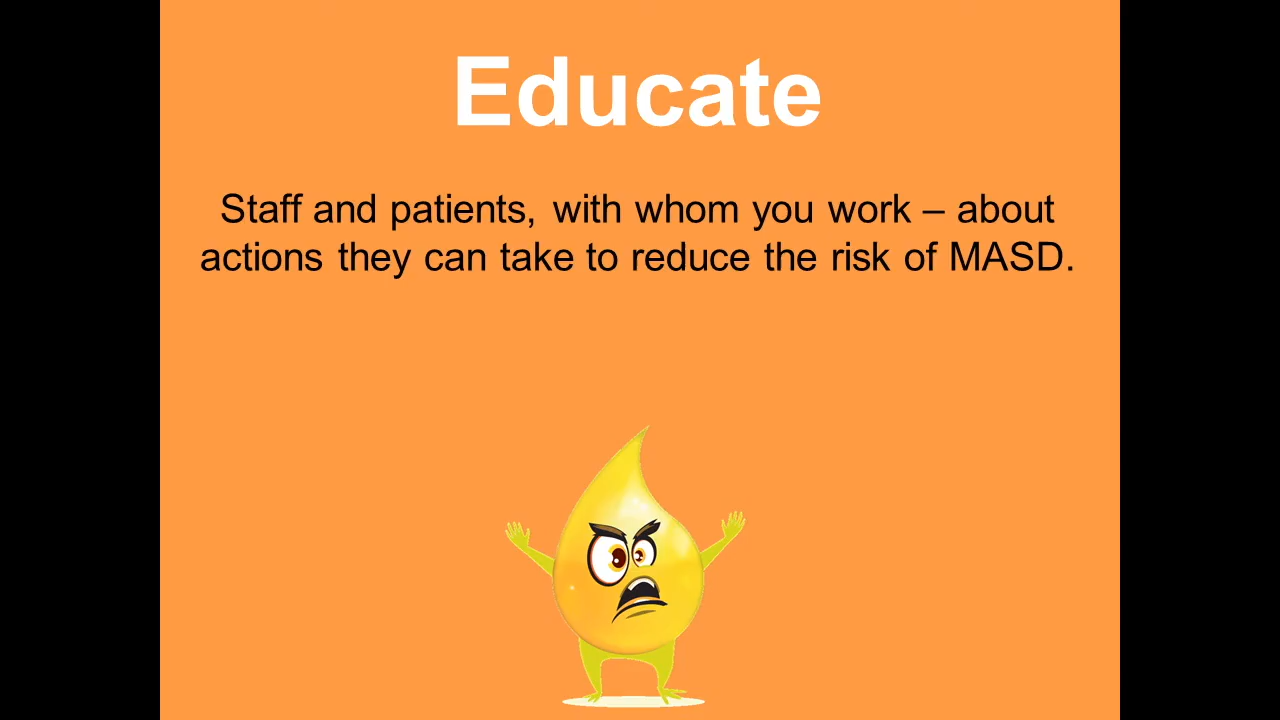 Educate
Staff and patients, with whom you work – about
actions they can take to reduce the risk of MASD.